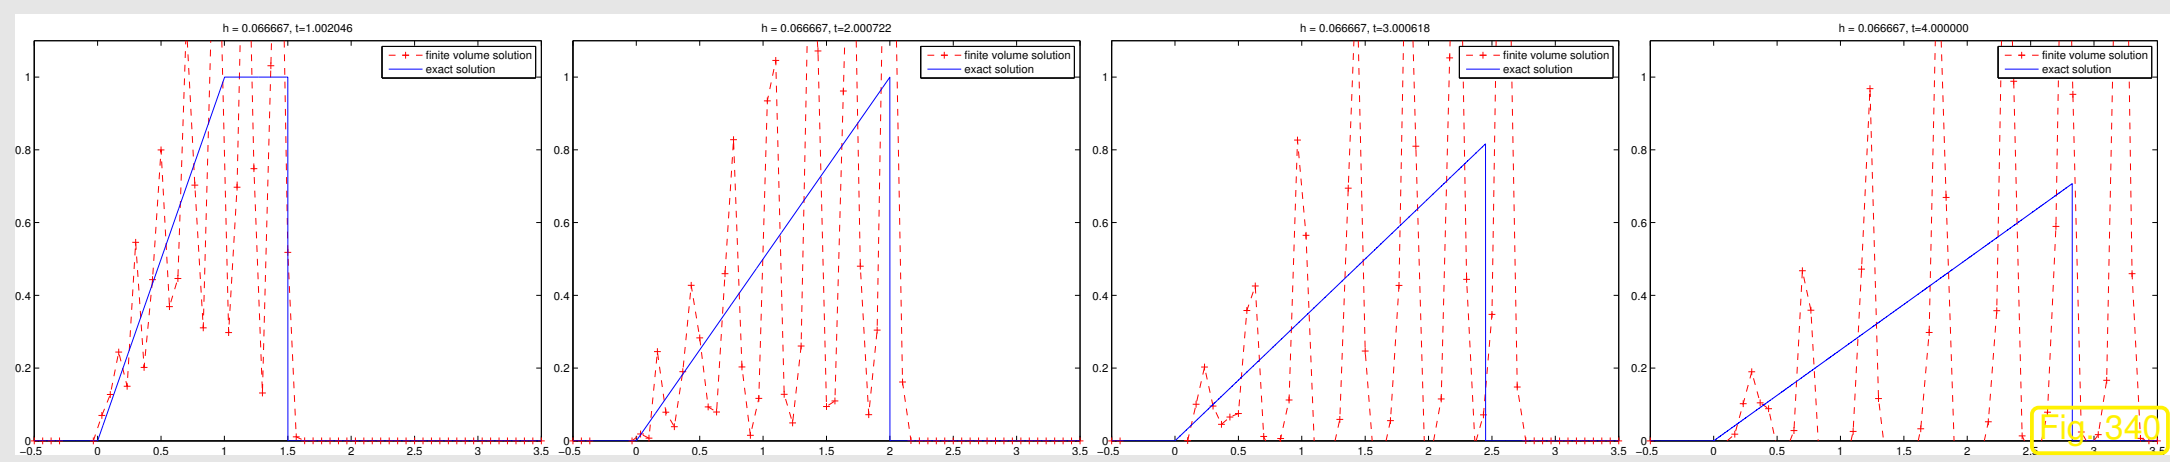 h = 0.066667, t=1.002046
finite volume solution
exact solution
1
0.8
0.6
0.4
0.2
0
−0.5 0 0.5 1 1.5 2 2.5 3 3.5
h = 0.066667, t=2.000722
finite volume solution
exact solution
1
0.8
0.6
0.4
0.2
0
−0.5 0 0.5 1 1.5 2 2.5 3 3.5
h = 0.066667, t=3.000618
finite volume solution
exact solution
1
0.8
0.6
0.4
0.2
0
−0.5 0 0.5 1 1.5 2 2.5 3 3.5
h = 0.066667, t=4.000000
finite volume solution
exact solution
1
0.8
0.6
0.4
0.2
0
−0.5 0 0.5 1 1.5 2 2.5 3 3.5
Fig. 340